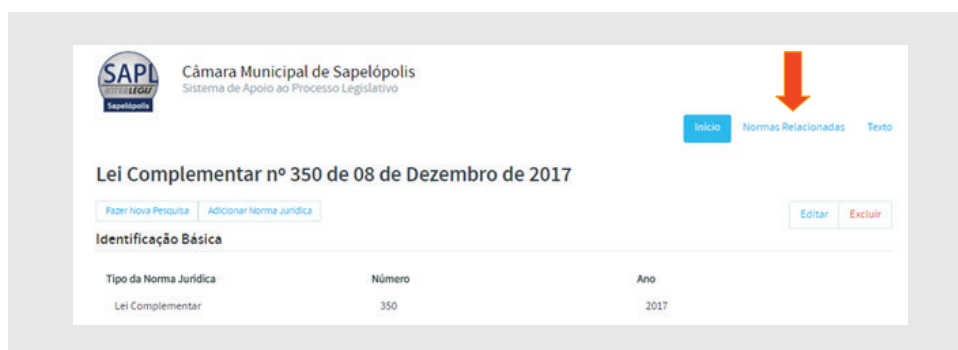 SAPL
INTERLEGIS
Sapelópolis
Câmara Municipal de Sapelópolis
Sistema de Apoio ao Processo Legislativo
Início Normas Relacionadas Texto
Lei Complementar nº 350 de 08 de Dezembro de 2017
Fazer Nova Pesquisa Adicionar Norma Jurídica Editar Excluir
Identificação Básica
Tipo da Norma Jurídica Número Ano
Lei Complementar 350 2017